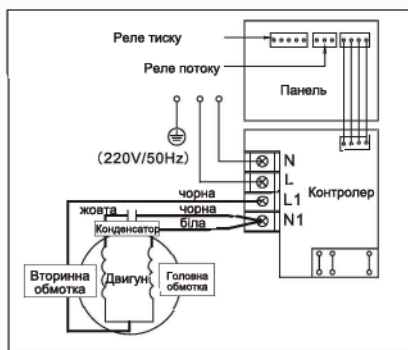 Реле тиску
Реле потоку
Панель
(220V/50Hz)
N
L
L1
N1
Контролер
чорна
жовта
чорна
Конденсатор
біла
Вторинна
обмотка
Двигун
Головна
обмотка